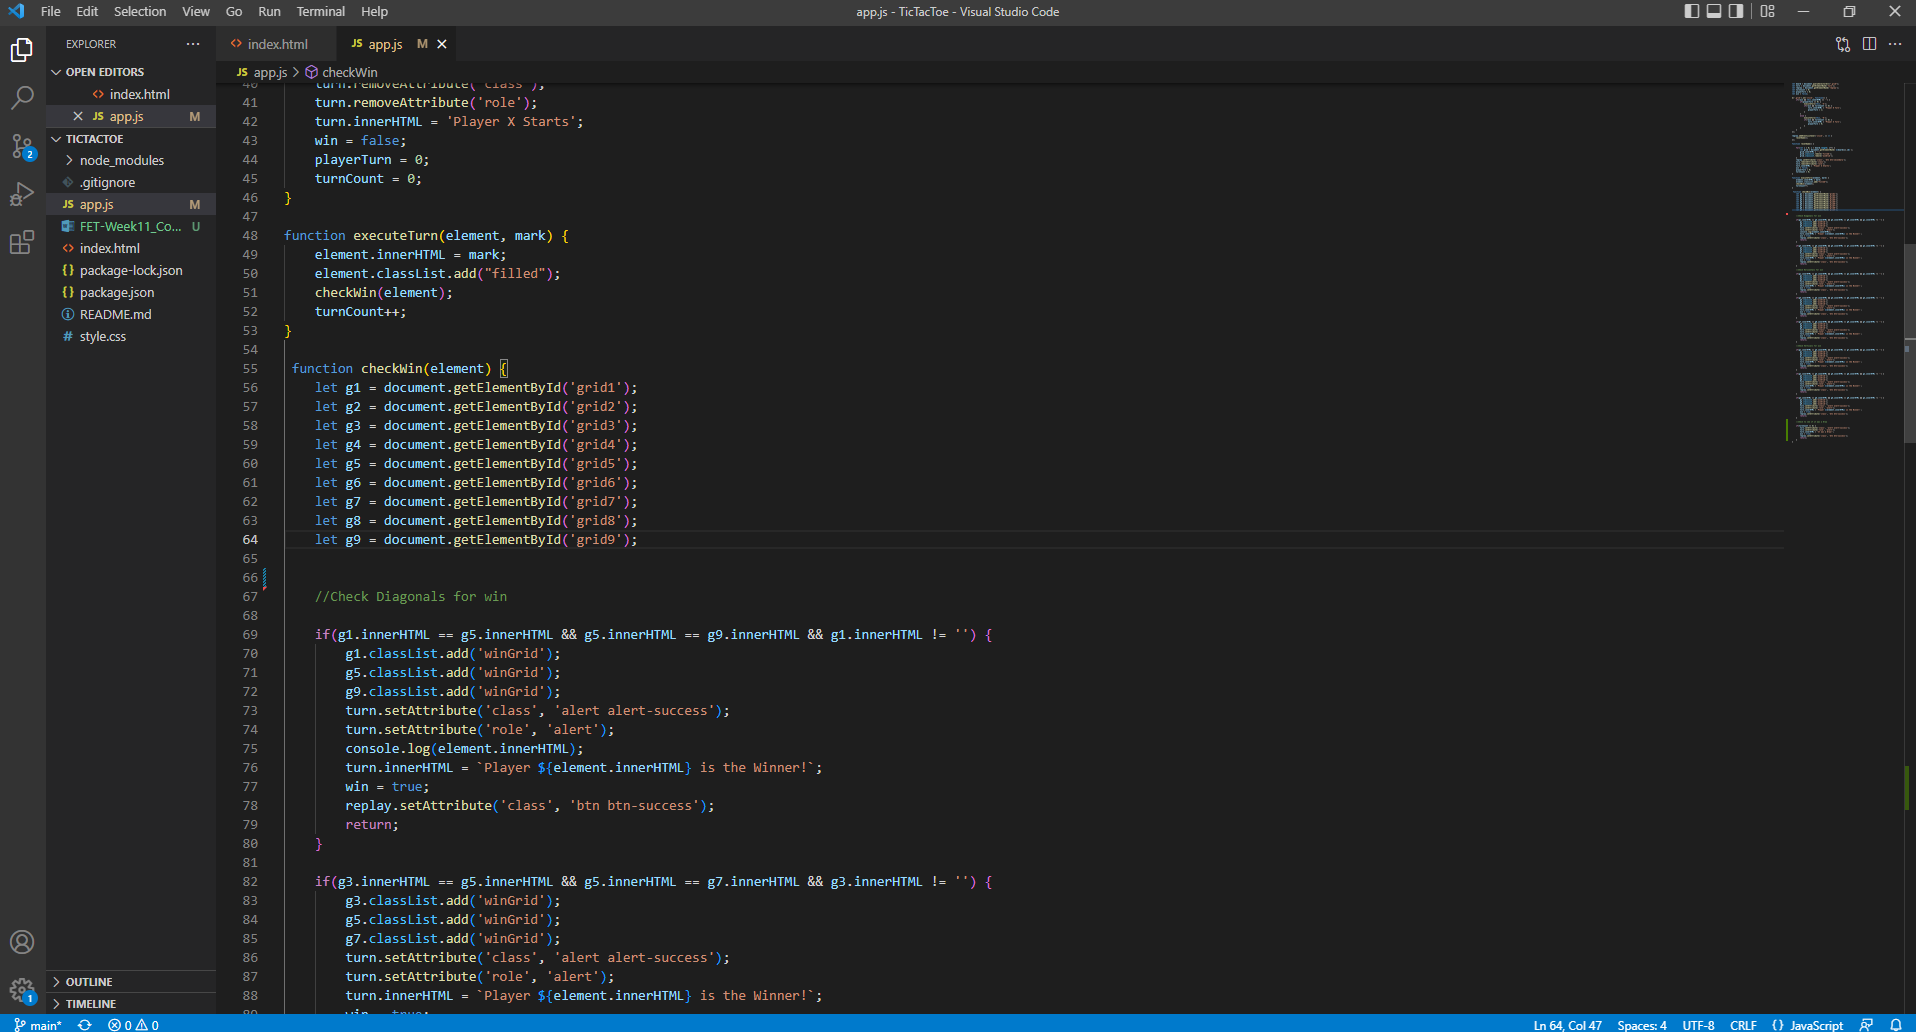 File Edit Selection View Go Run Terminal Help
app.js - TicTacToe - Visual Studio Code
EXPLORER
OPEN EDITORS
index.html
JS app.js M
TICTACTOE
node_modules
.gitignore
JS app.js M
FET-Week11_Co... U
index.html
{} package-lock.json
{} package.json
README.md
# style.css
OUTLINE
TIMELINE
2
1
index.html
JS app.js M
JS app.js > checkWin
40 turn.removeAttribute('class');
41 turn.removeAttribute('role');
42 turn.innerHTML = 'Player X Starts';
43 win = false;
44 playerTurn = 0;
45 turnCount = 0;
46 }
47
48 function executeTurn(element, mark) {
49 element.innerHTML = mark;
50 element.classList.add("filled");
51 checkWin(element);
52 turnCount++;
53 }
54
55 function checkWin(element) {
56 let g1 = document.getElementById('grid1');
57 let g2 = document.getElementById('grid2');
58 let g3 = document.getElementById('grid3');
59 let g4 = document.getElementById('grid4');
60 let g5 = document.getElementById('grid5');
61 let g6 = document.getElementById('grid6');
62 let g7 = document.getElementById('grid7');
63 let g8 = document.getElementById('grid8');
64 let g9 = document.getElementById('grid9');
65
66
67 //Check Diagonals for win
68
69 if(g1.innerHTML == g5.innerHTML && g5.innerHTML == g9.innerHTML && g1.innerHTML != '') {
70 g1.classList.add('winGrid');
71 g5.classList.add('winGrid');
72 g9.classList.add('winGrid');
73 turn.setAttribute('class', 'alert alert-success');
74 turn.setAttribute('role', 'alert');
75 console.log(element.innerHTML);
76 turn.innerHTML = `Player ${element.innerHTML} is the Winner!`;
77 win = true;
78 replay.setAttribute('class', 'btn btn-success');
79 return;
80 }
81
82 if(g3.innerHTML == g5.innerHTML && g5.innerHTML == g7.innerHTML && g3.innerHTML != '') {
83 g3.classList.add('winGrid');
84 g5.classList.add('winGrid');
85 g7.classList.add('winGrid');
86 turn.setAttribute('class', 'alert alert-success');
87 turn.setAttribute('role', 'alert');
88 turn.innerHTML = `Player ${element.innerHTML} is the Winner!`;
89 win = true;
main* 0 0
Ln 64, Col 47 Spaces: 4 UTF-8 CRLF {} JavaScript